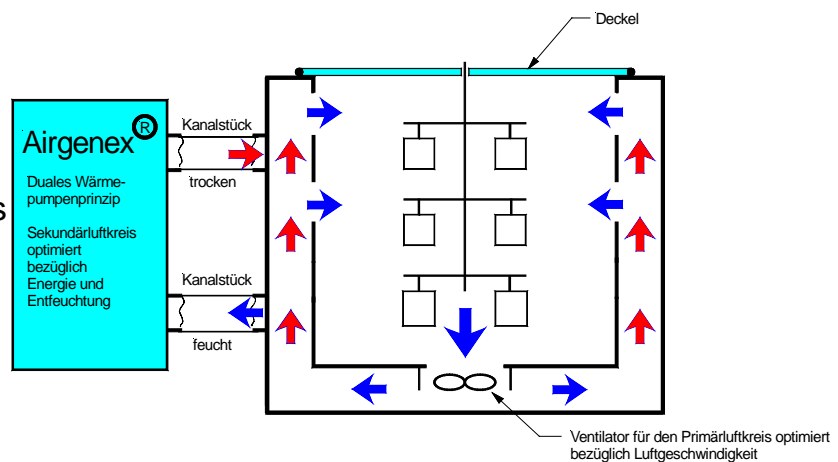 Deckel
Airgenex®
Duales Wärme-
pumpenprinzip
Sekundärluftkreis
optimiert
bezüglich
Energie und
Entfeuchtung
s
Kanalstück
trocken
Kanalstück
feucht
Ventilator für den Primärluftkreis optimiert
bezüglich Luftgeschwindigkeit